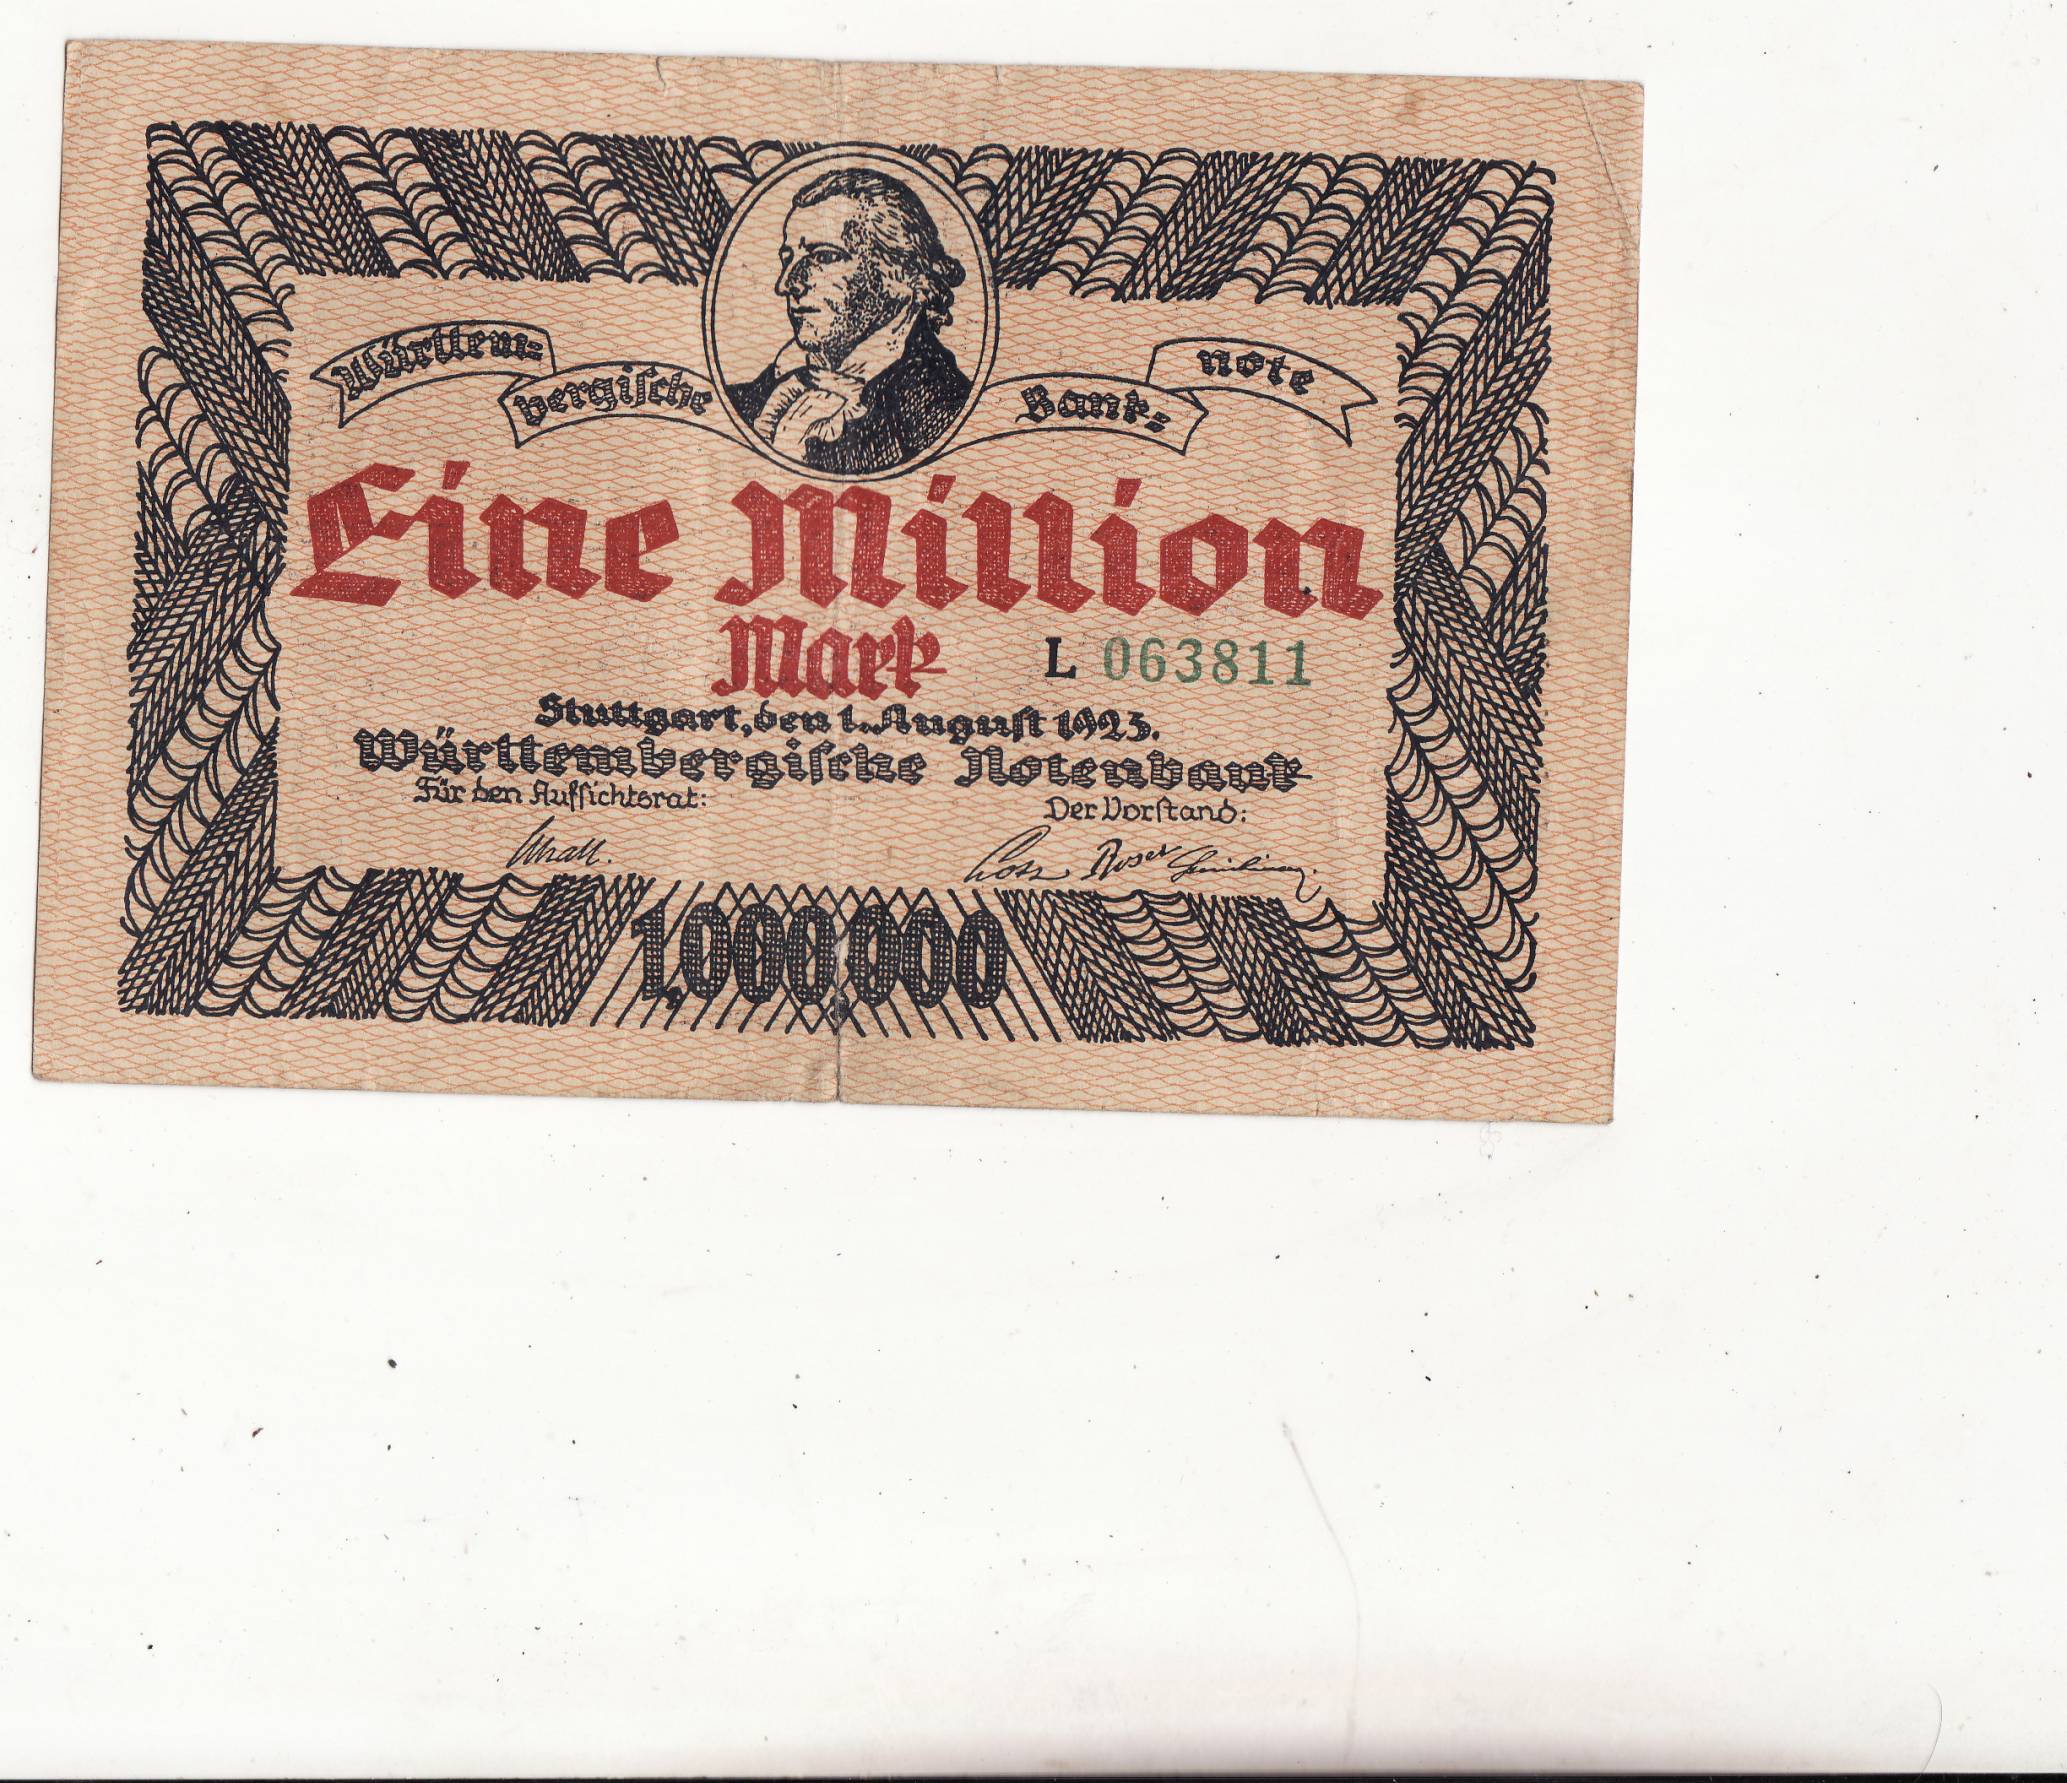 Württem=
bergiſche
Bank=
note
Eine Million
Mark
L 063811
Stuttgart, den 1. August 1923.
Württembergiſche Notenbank
Für den Aufſichtsrat:
Der Vorſtand:
1,000,000